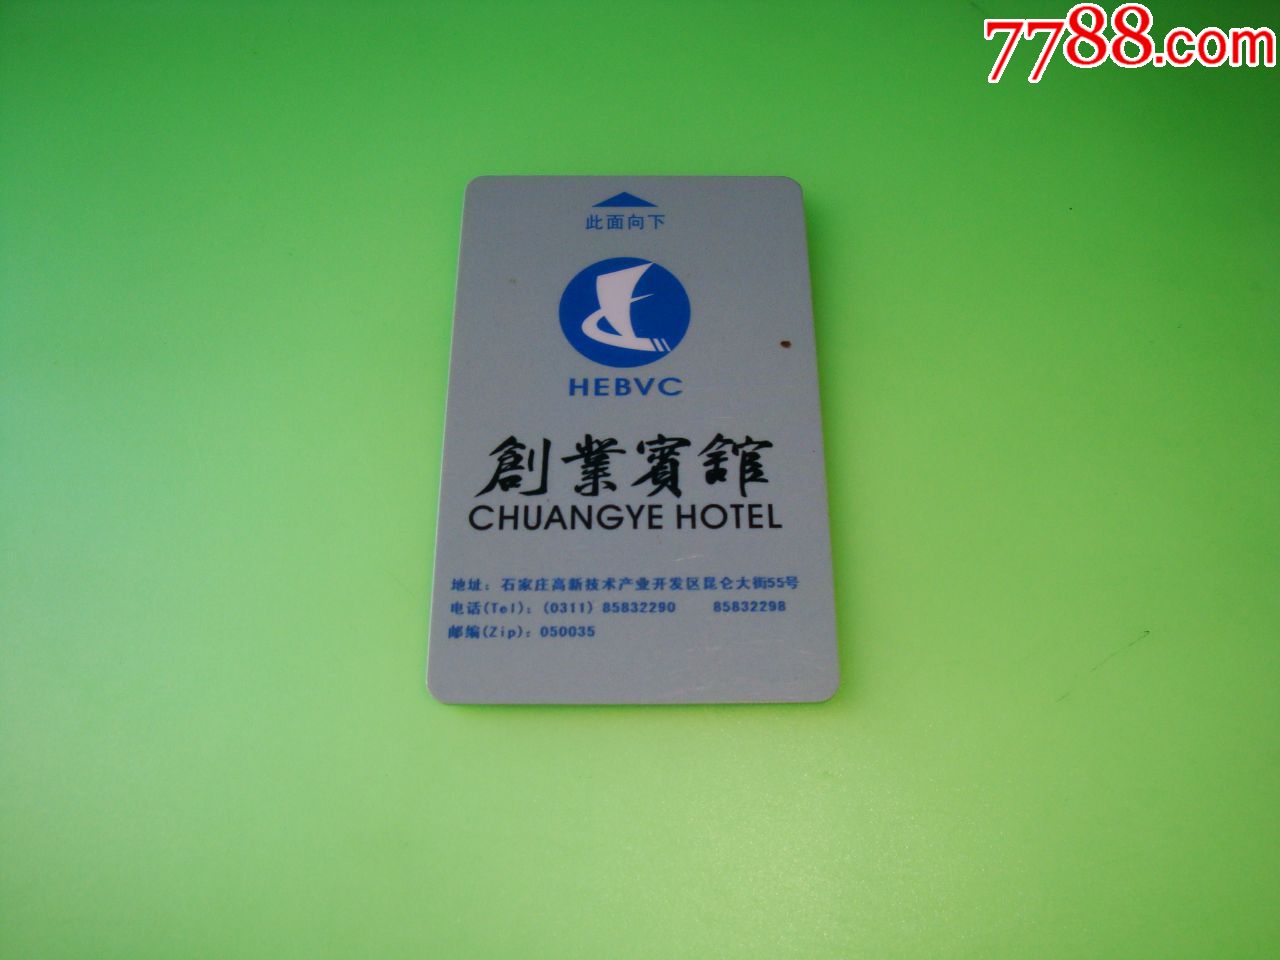 7788.com
此面向下
HEBVC
創業賓館
CHUANGYE HOTEL
地址：石家庄高新技术产业开发区昆仑大街55号
电话(Tel)：(0311) 85832290 85832298
邮编(Zip)：050035